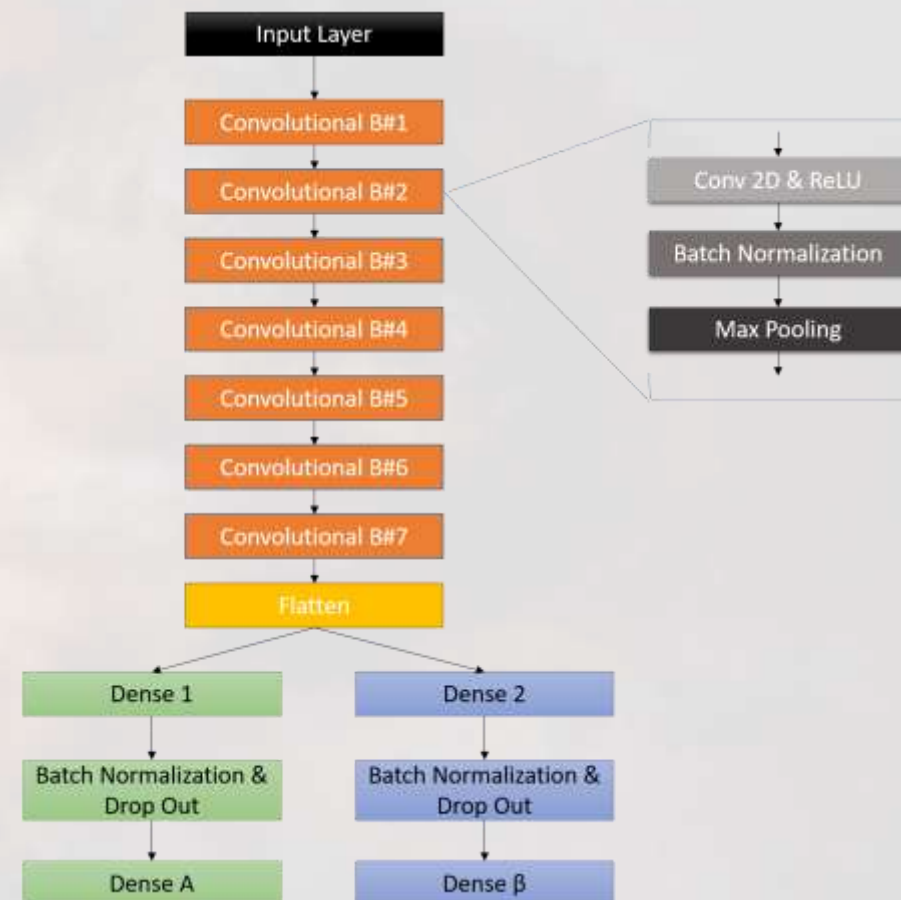 Input Layer
Convolutional B#1
Convolutional B#2
Convolutional B#3
Convolutional B#4
Convolutional B#5
Convolutional B#6
Convolutional B#7
Flatten
Dense 1
Batch Normalization &
Drop Out
Dense A
Dense 2
Batch Normalization &
Drop Out
Dense β
Conv 2D & ReLU
Batch Normalization
Max Pooling